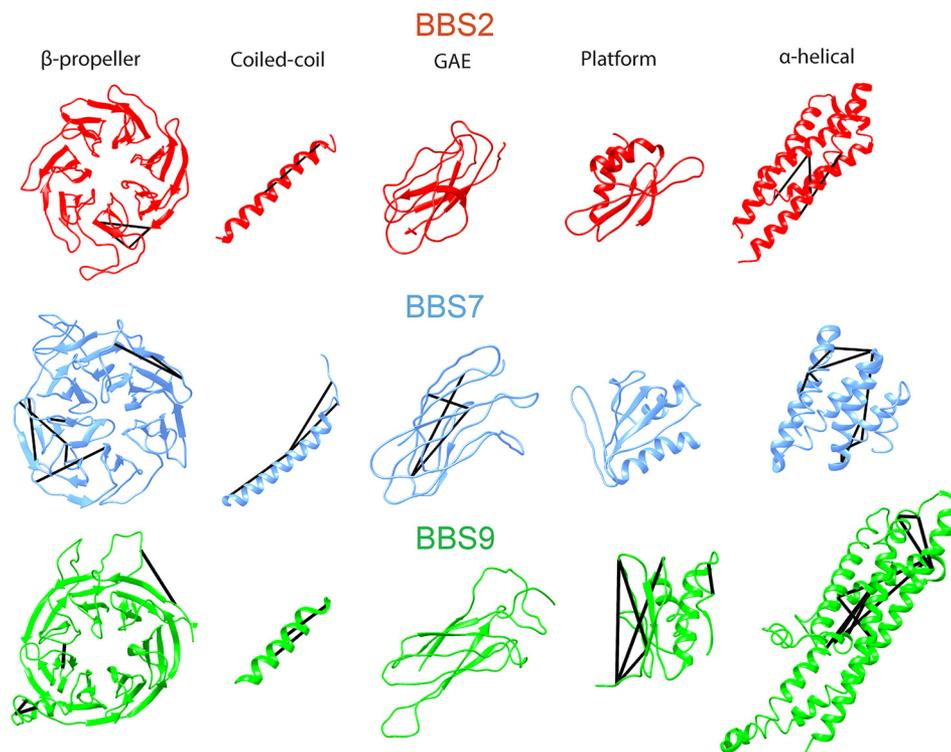 BBS2
β-propeller Coiled-coil GAE Platform α-helical
BBS7
BBS9